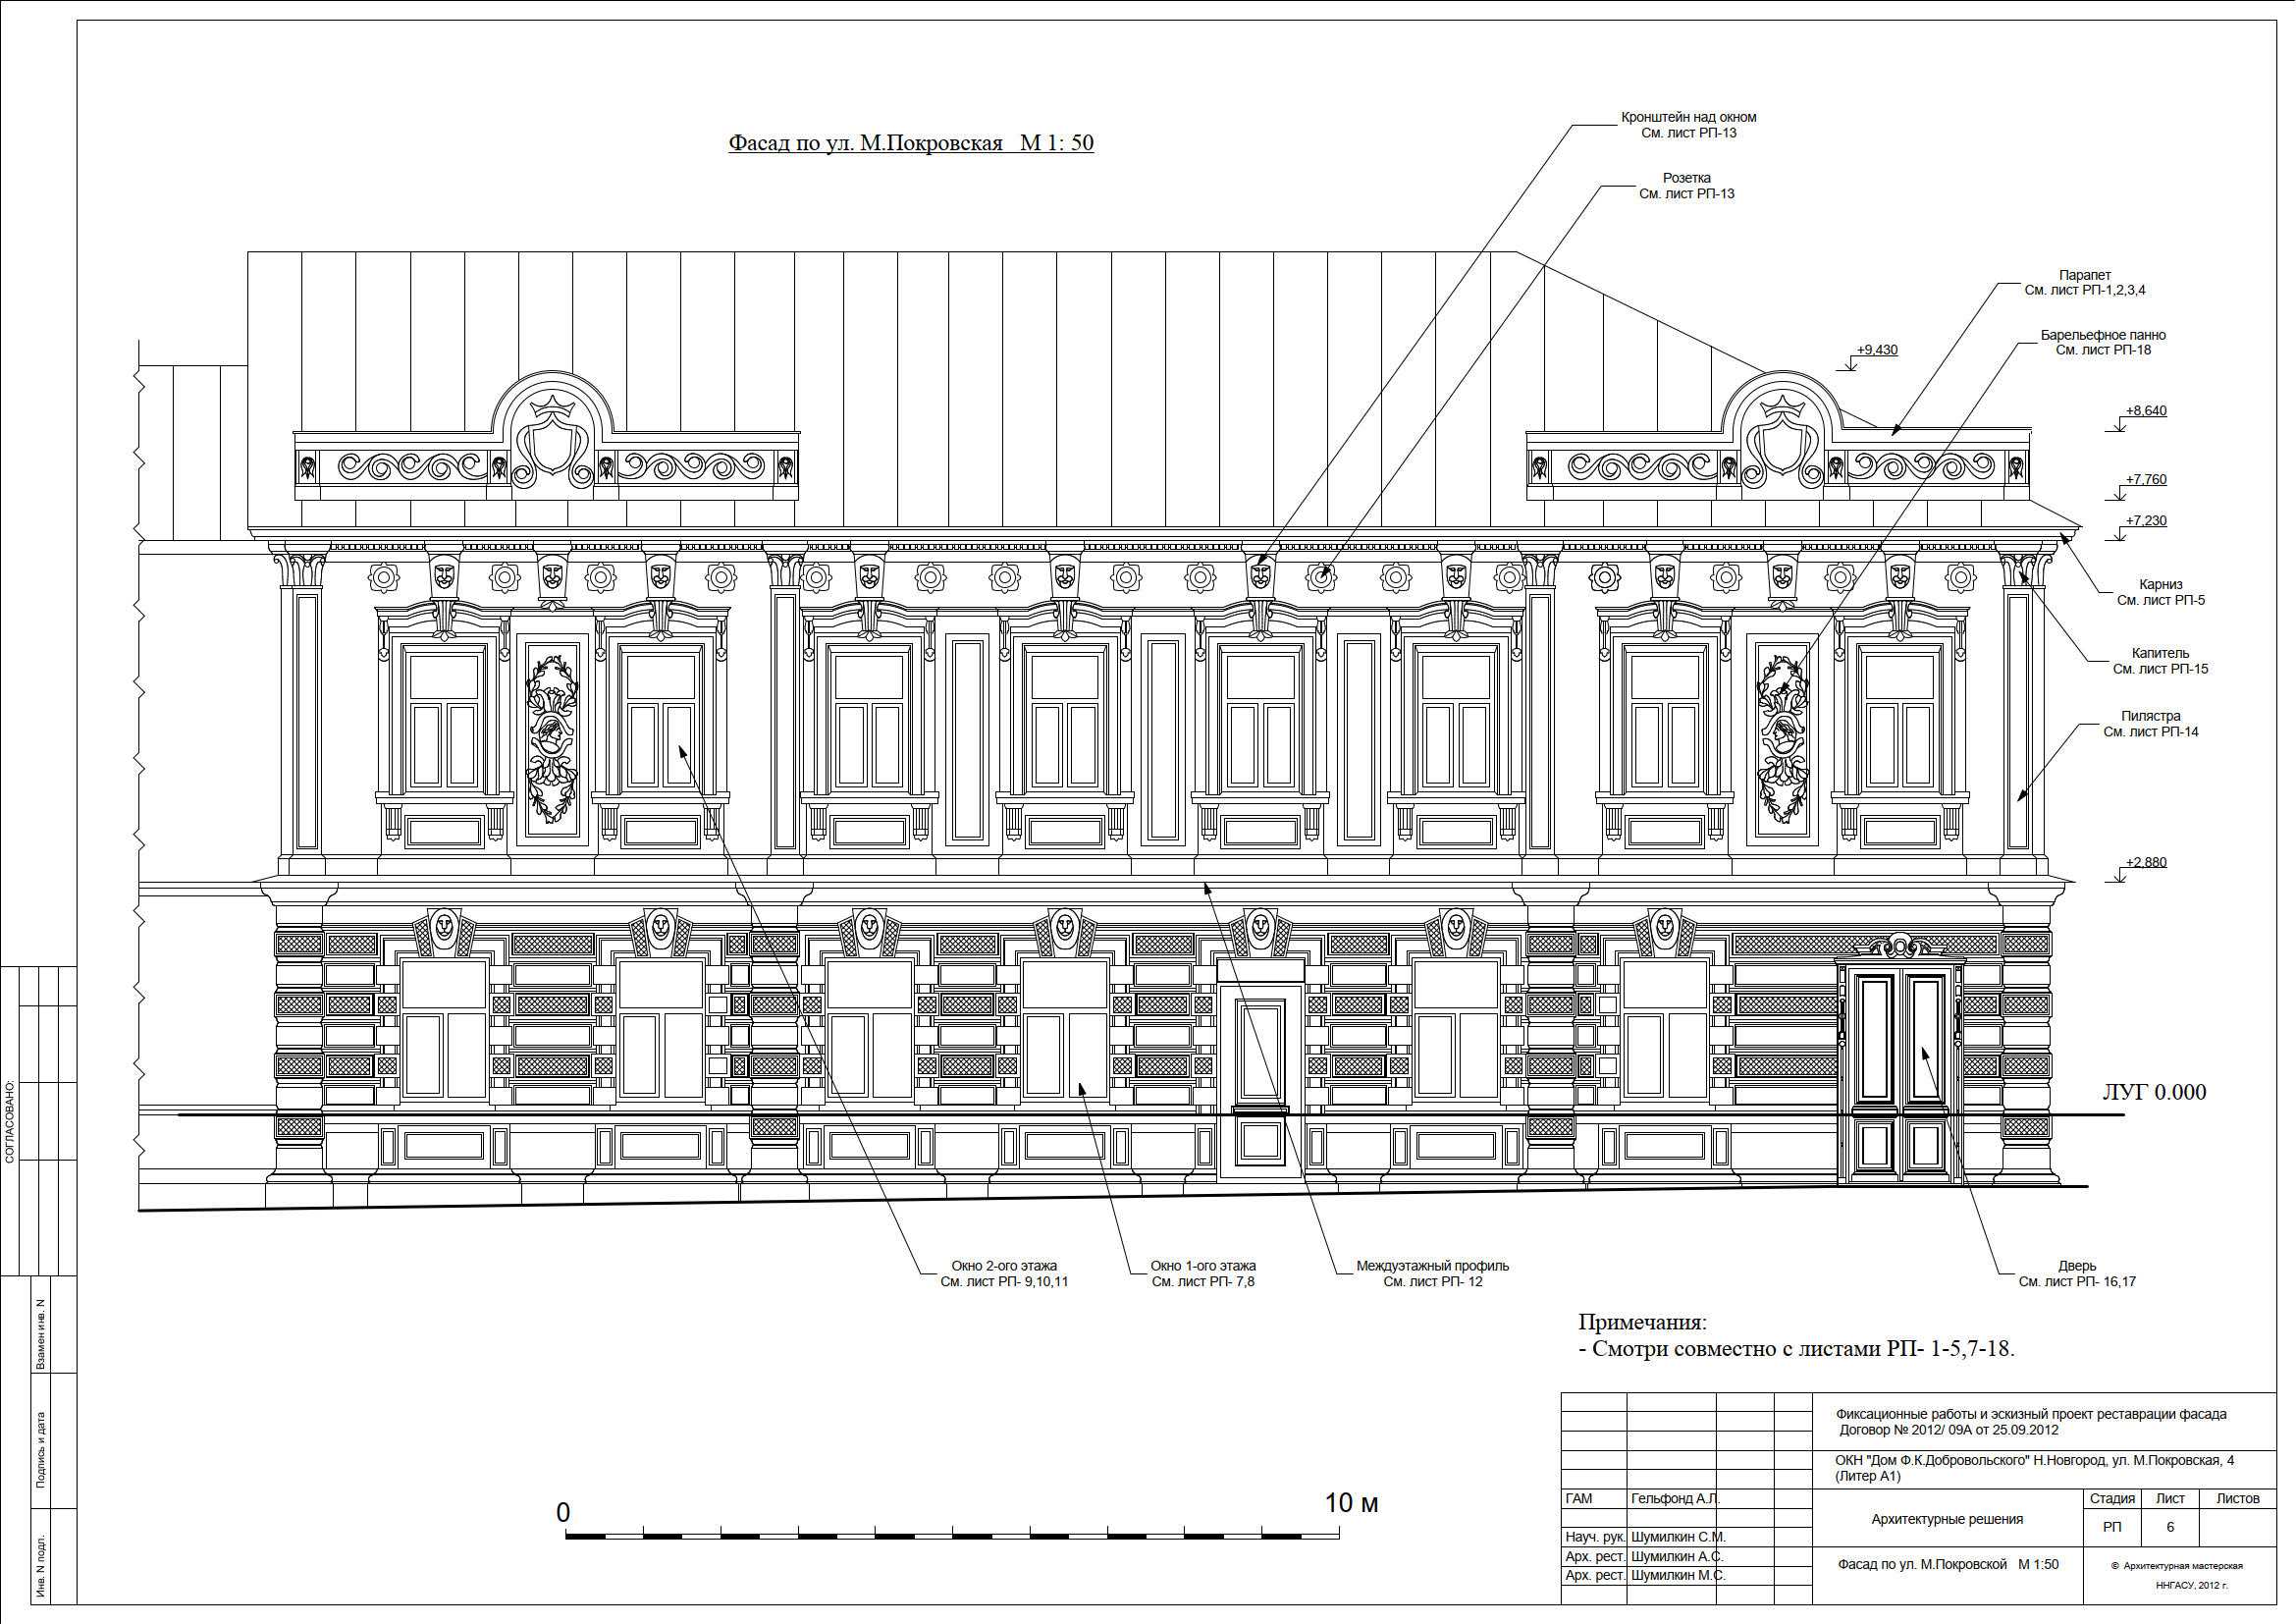 Фасад по ул. М.Покровская М 1: 50
Кронштейн над окном
См. лист РП-13
Розетка
См. лист РП-13
Парапет
См. лист РП-1,2,3,4
Барельефное панно
См. лист РП-18
+9,430
+8,640
+7,760
+7,230
Карниз
См. лист РП-5
Капитель
См. лист РП-15
Пилястра
См. лист РП-14
+2,880
ЛУГ 0.000
Окно 2-ого этажа
См. лист РП- 9,10,11
Окно 1-ого этажа
См. лист РП- 7,8
Междуэтажный профиль
См. лист РП- 12
Дверь
См. лист РП- 16,17
Примечания:
- Смотри совместно с листами РП- 1-5,7-18.
0
10 м
СОГЛАСОВАНО:
Взамен инв. N
Подпись и дата
Инв. N подл.
Фиксационные работы и эскизный проект реставрации фасада
Договор № 2012/ 09А от 25.09.2012
ОКН "Дом Ф.К.Добровольского" Н.Новгород, ул. М.Покровская, 4
(Литер А1)
ГАМ Гельфонд А.Л.
Науч. рук. Шумилкин С.М.
Арх. рест. Шумилкин А.С.
Арх. рест. Шумилкин М.С.
Архитектурные решения
Стадия Лист Листов
РП 6
Фасад по ул. М.Покровской М 1:50
© Архитектурная мастерская
ННГАСУ, 2012 г.